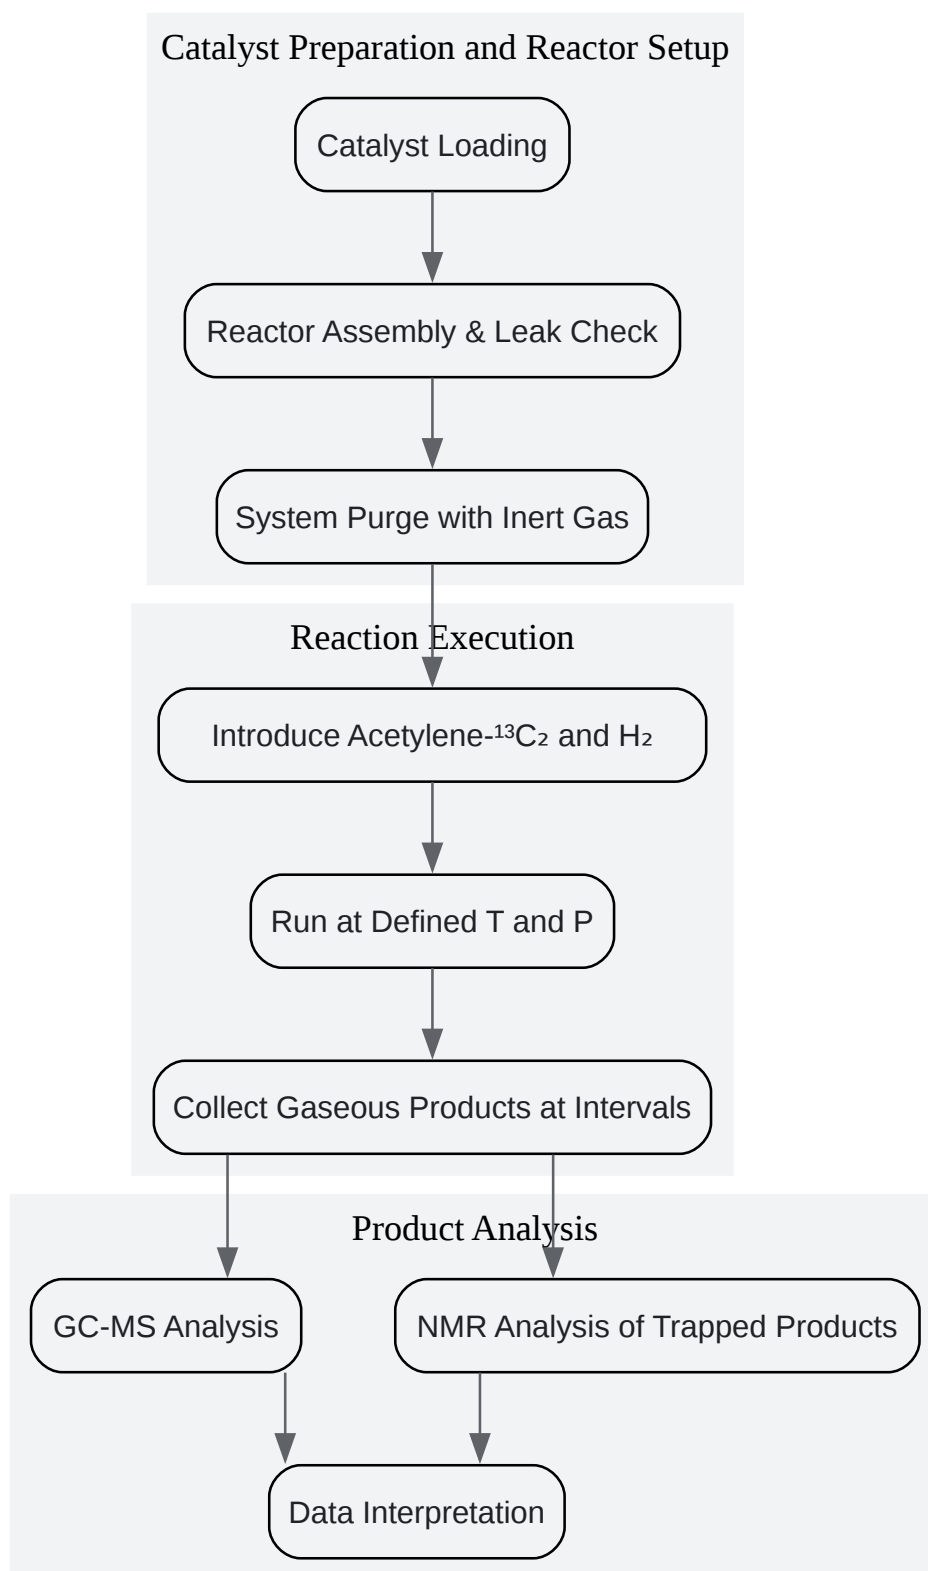 Catalyst Preparation and Reactor Setup
Catalyst Loading
Reactor Assembly & Leak Check
System Purge with Inert Gas
Reaction Execution
Introduce Acetylene-¹³C₂ and H₂
Run at Defined T and P
Collect Gaseous Products at Intervals
Product Analysis
GC-MS Analysis
NMR Analysis of Trapped Products
Data Interpretation